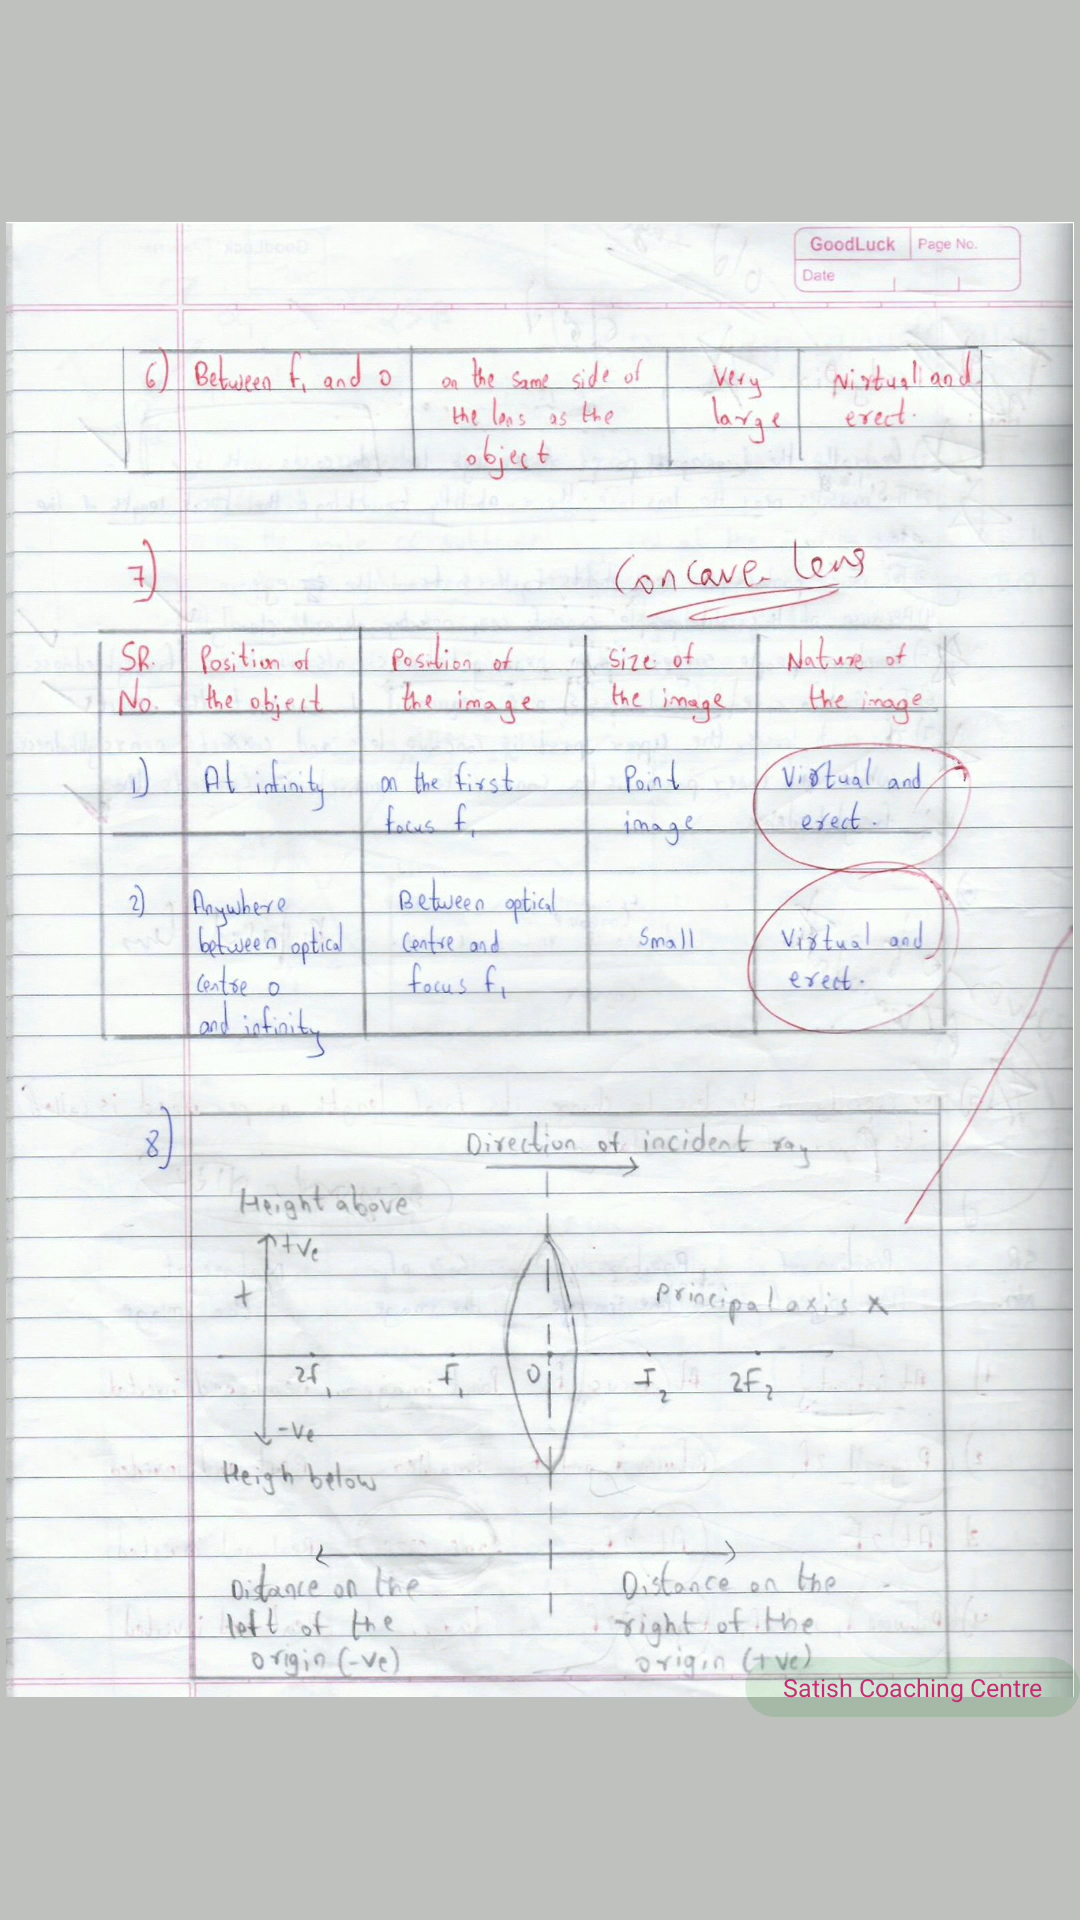 GoodLuck Page No.
Date
6) Between f₁ and O on the same side of the lens as the object Very large Virtual and erect.
7) Concave Lens
SR. No. Position of the object Position of the image Size of the image Nature of the image
1) At infinity on the first focus f₁ Point image Virtual and erect.
2) Anywhere between optical centre O and infinity Between optical centre and focus f₁ Small Virtual and erect.
8)
Direction of incident ray
Height above
+ve
+
Principal axis X
2f₁ f₁ O F₂ 2F₂
-ve
Heigh below
Distance on the left of the origin (-ve)
Distance on the right of the origin (+ve)
Satish Coaching Centre